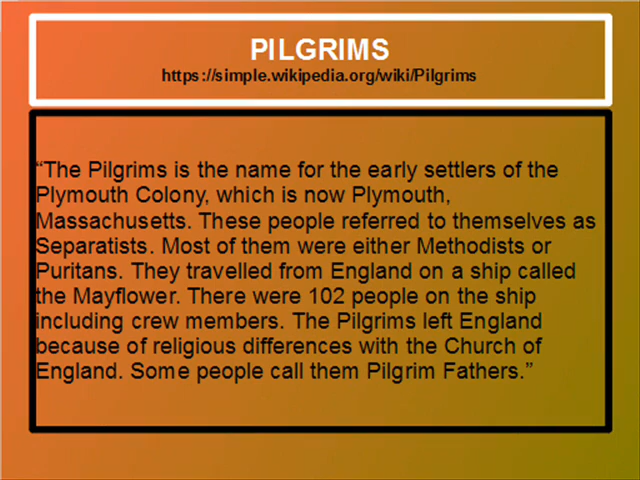 PILGRIMS
https://simple.wikipedia.org/wiki/Pilgrims
“The Pilgrims is the name for the early settlers of the
Plymouth Colony, which is now Plymouth,
Massachusetts. These people referred to themselves as
Separatists. Most of them were either Methodists or
Puritans. They travelled from England on a ship called
the Mayflower. There were 102 people on the ship
including crew members. The Pilgrims left England
because of religious differences with the Church of
England. Some people call them Pilgrim Fathers.”